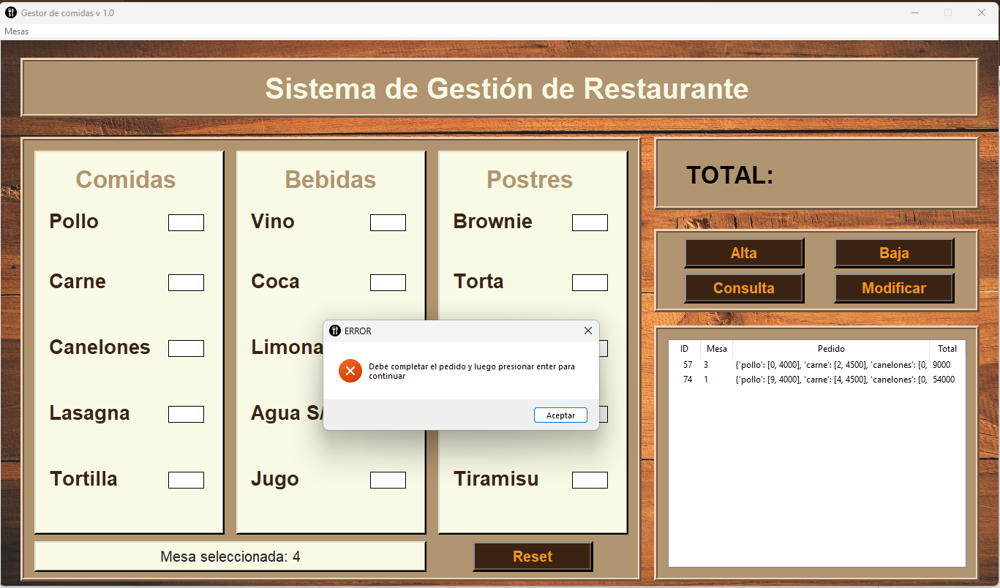 Gestor de comidas v 1.0
Mesas
Sistema de Gestión de Restaurante
Comidas
Pollo
Carne
Canelones
Lasagna
Tortilla
Bebidas
Vino
Coca
Limona
Agua S/
Jugo
Postres
Brownie
Torta
Tiramisu
Mesa seleccionada: 4
Reset
TOTAL:
Alta
Baja
Consulta
Modificar
ID Mesa Pedido Total
57 3 {'pollo': [0, 4000], 'carne': [2, 4500], 'canelones': [0, 9000
74 1 {'pollo': [9, 4000], 'carne': [4, 4500], 'canelones': [0, 54000
ERROR
Debe completar el pedido y luego presionar enter para
continuar
Aceptar